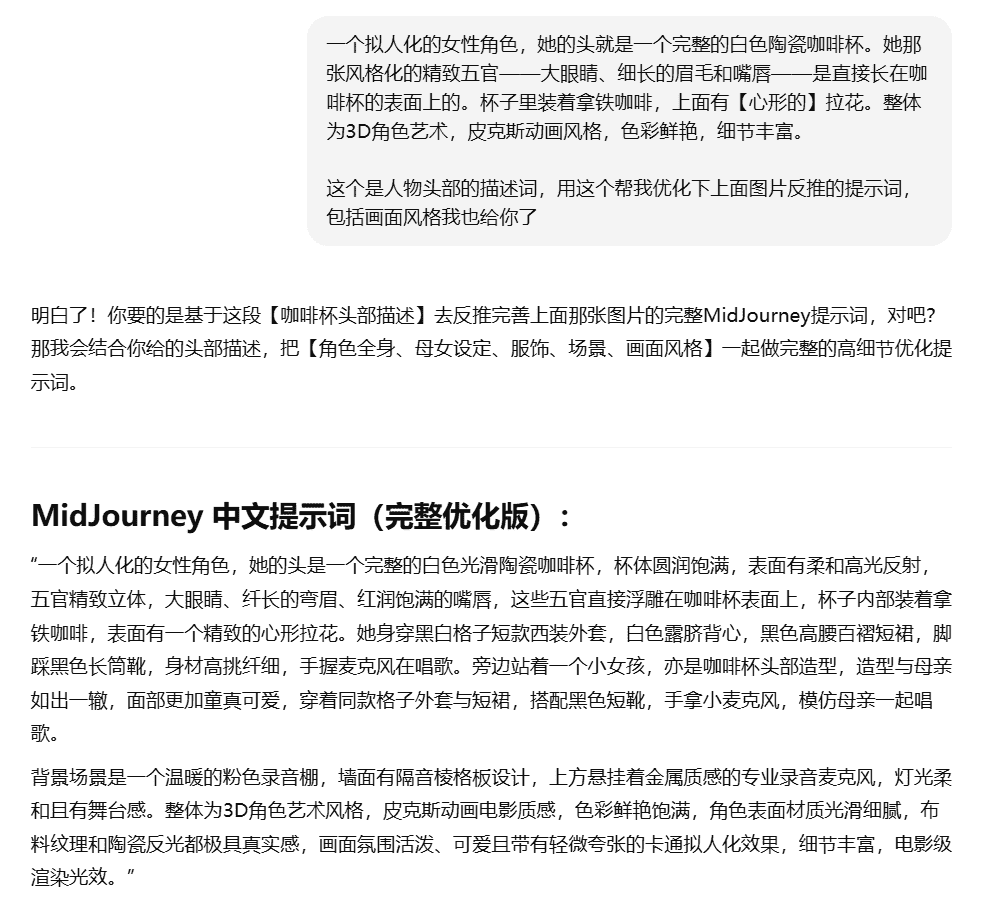 一个拟人化的女性角色，她的头就是一个完整的白色陶瓷咖啡杯。她那
张风格化的精致五官——大眼睛、细长的眉毛和嘴唇——是直接长在咖
啡杯的表面上的。杯子里装着拿铁咖啡，上面有【心形的】拉花。整体
为3D角色艺术，皮克斯动画风格，色彩鲜艳，细节丰富。
这个是人物头部的描述词，用这个帮我优化下上面图片反推的提示词，
包括画面风格我也给你了
明白了！你要的是基于这段【咖啡杯头部描述】去反推完善上面那张图片的完整MidJourney提示词，对吧？
那我会结合你给的头部描述，把【角色全身、母女设定、服饰、场景、画面风格】一起做完整的高细节优化提
示词。
MidJourney 中文提示词（完整优化版）：
“一个拟人化的女性角色，她的头是一个完整的白色光滑陶瓷咖啡杯，杯体圆润饱满，表面有柔和高光反射，
五官精致立体，大眼睛、纤长的弯眉、红润饱满的嘴唇，这些五官直接浮雕在咖啡杯表面上，杯子内部装着拿
铁咖啡，表面有一个精致的心形拉花。她身穿黑白格子短款西装外套，白色露脐背心，黑色高腰百褶短裙，脚
踩黑色长筒靴，身材高挑纤细，手握麦克风在唱歌。旁边站着一个小女孩，亦是咖啡杯头部造型，造型与母亲
如出一辙，面部更加童真可爱，穿着同款格子外套与短裙，搭配黑色短靴，手拿小麦克风，模仿母亲一起唱
歌。
背景场景是一个温暖的粉色录音棚，墙面有隔音棱格板设计，上方悬挂着金属质感的专业录音麦克风，灯光柔
和且有舞台感。整体为3D角色艺术风格，皮克斯动画电影质感，色彩鲜艳饱满，角色表面材质光滑细腻，布
料纹理和陶瓷反光都极具真实感，画面氛围活泼、可爱且带有轻微夸张的卡通拟人化效果，细节丰富，电影级
渲染光效。”